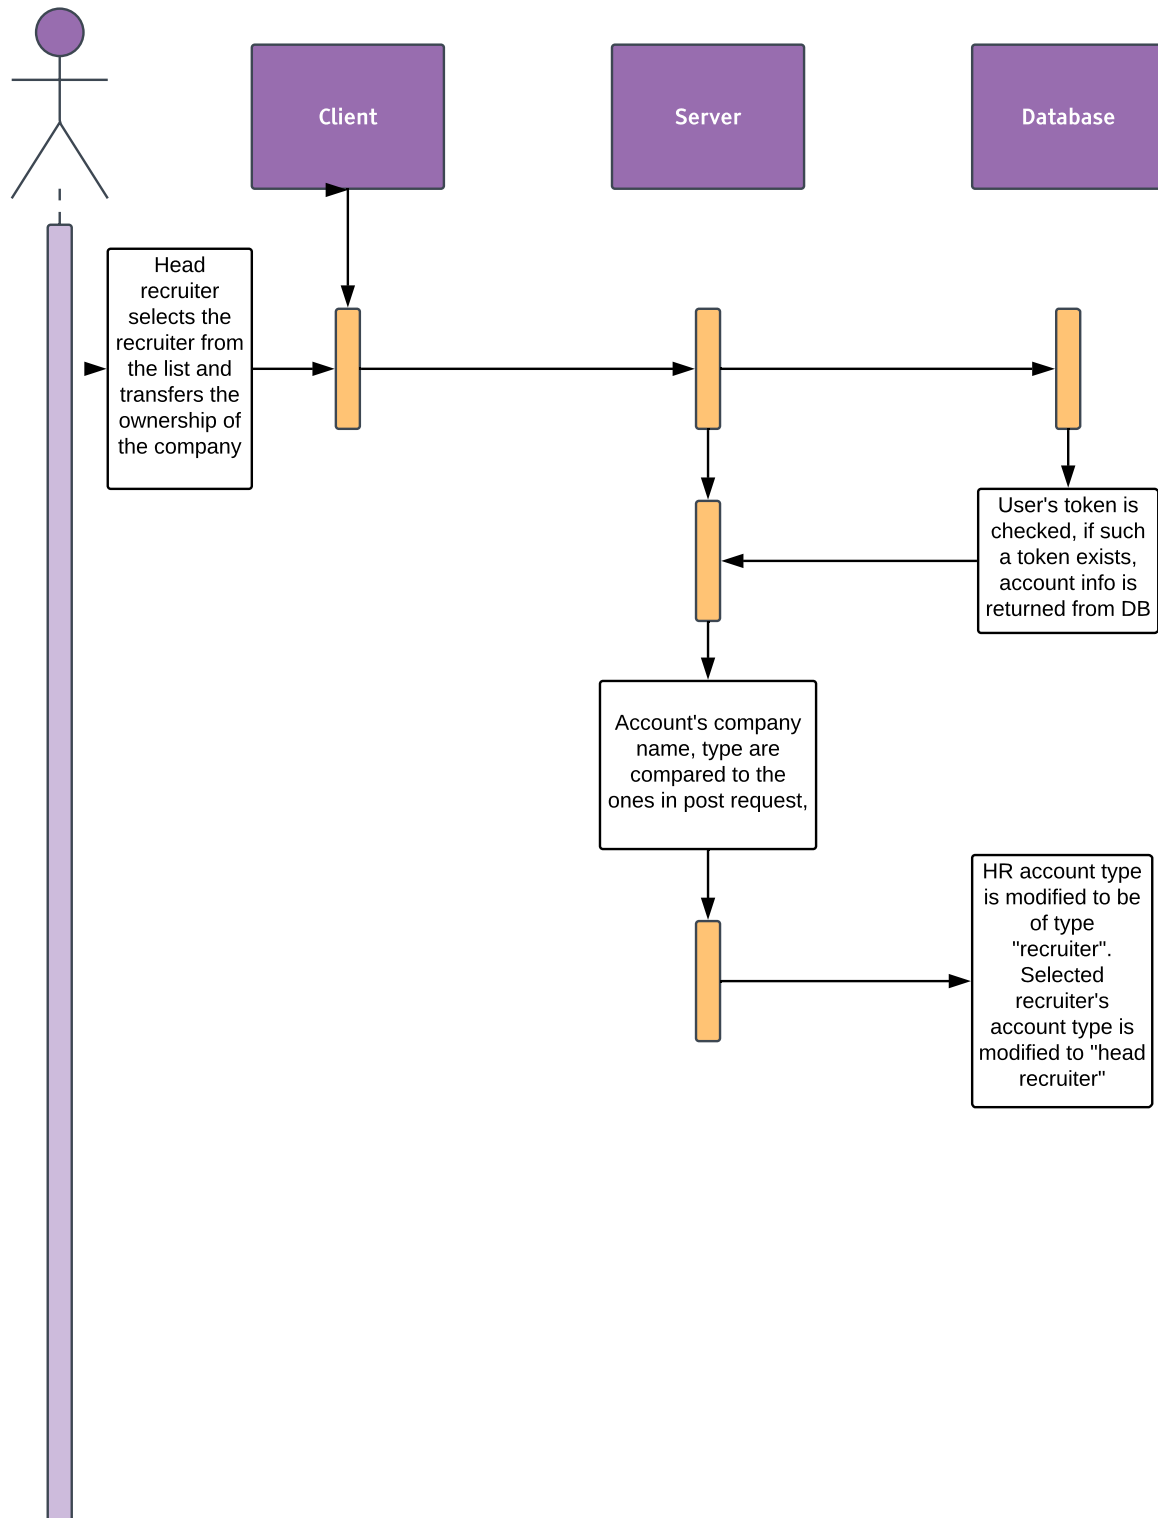 Client
Server
Database
Head
recruiter
selects the
recruiter from
the list and
transfers the
ownership of
the company
User's token is
checked, if such
a token exists,
account info is
returned from DB
Account's company
name, type are
compared to the
ones in post request,
HR account type
is modified to be
of type
"recruiter".
Selected
recruiter's
account type is
modified to "head
recruiter"